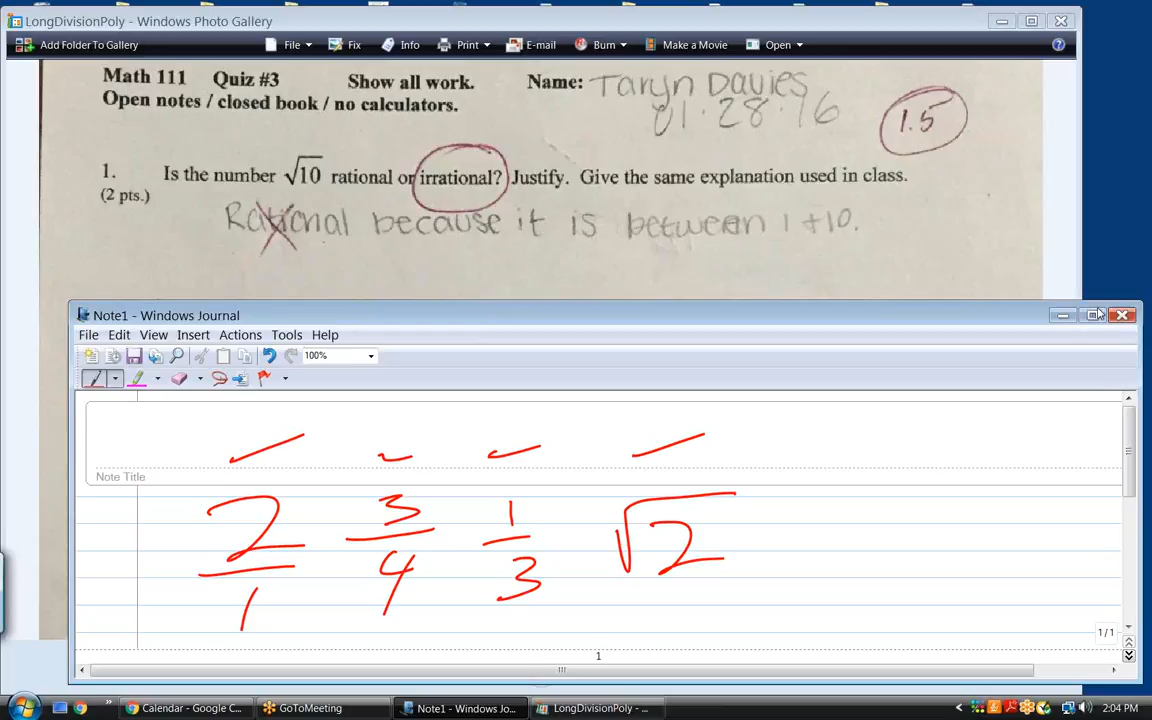 LongDivisionPoly - Windows Photo Gallery
Add Folder To Gallery File Fix Info Print E-mail Burn Make a Movie Open
Math 111 Quiz #3 Show all work. Name: Taryn Davies
Open notes / closed book / no calculators. 01·28·16
1.5
1. Is the number √10 rational or irrational? Justify. Give the same explanation used in class.
(2 pts.)
Rational because it is between 1 + 10.
Note1 - Windows Journal
File Edit View Insert Actions Tools Help
100%
Note Title
2/1 3/4 1/3 √2
1/1
1
Calendar - Google C... GoToMeeting Note1 - Windows Jo... LongDivisionPoly - ... 2:04 PM